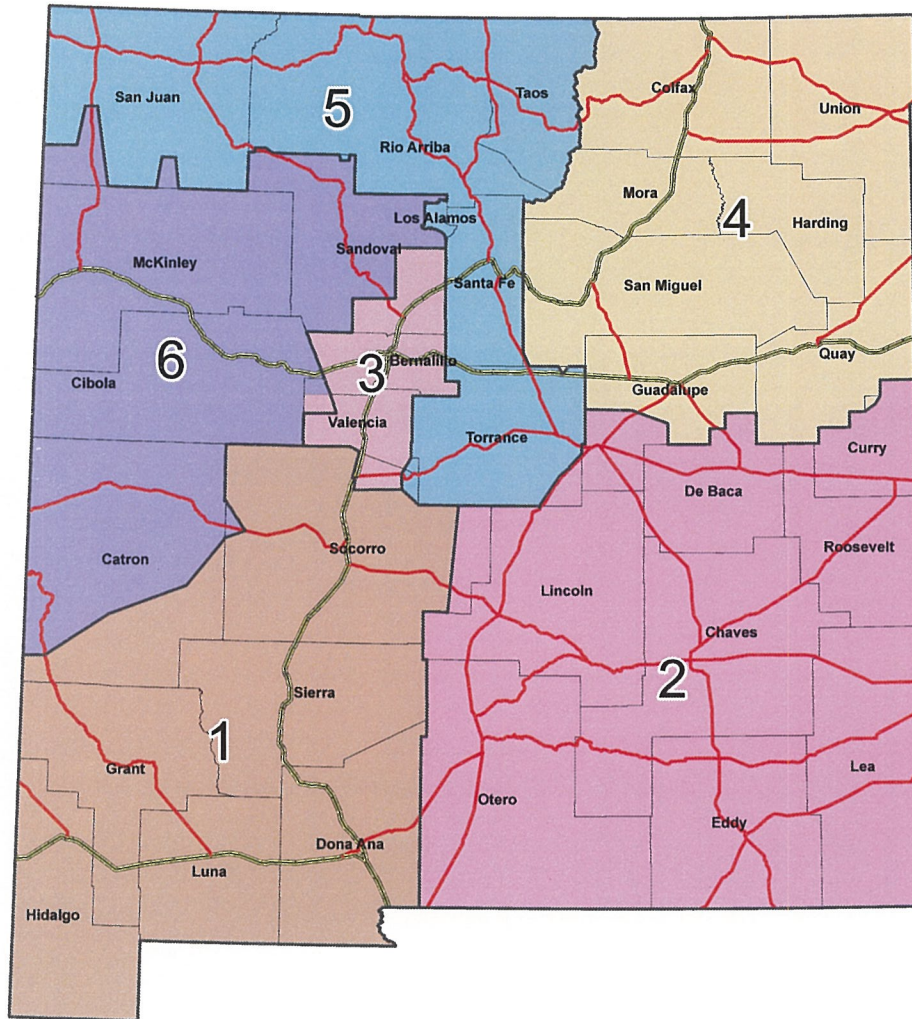 San Juan
5
Taos
Colfax
Union
Rio Arriba
Mora
4
Harding
Los Alamos
Sandoval
McKinley
Santa Fe
San Miguel
6
3
Bernalillo
Quay
Cibola
Guadalupe
Valencia
Torrance
Curry
De Baca
Catron
Socorro
Roosevelt
Lincoln
Chaves
2
Sierra
1
Grant
Lea
Otero
Eddy
Dona Ana
Luna
Hidalgo